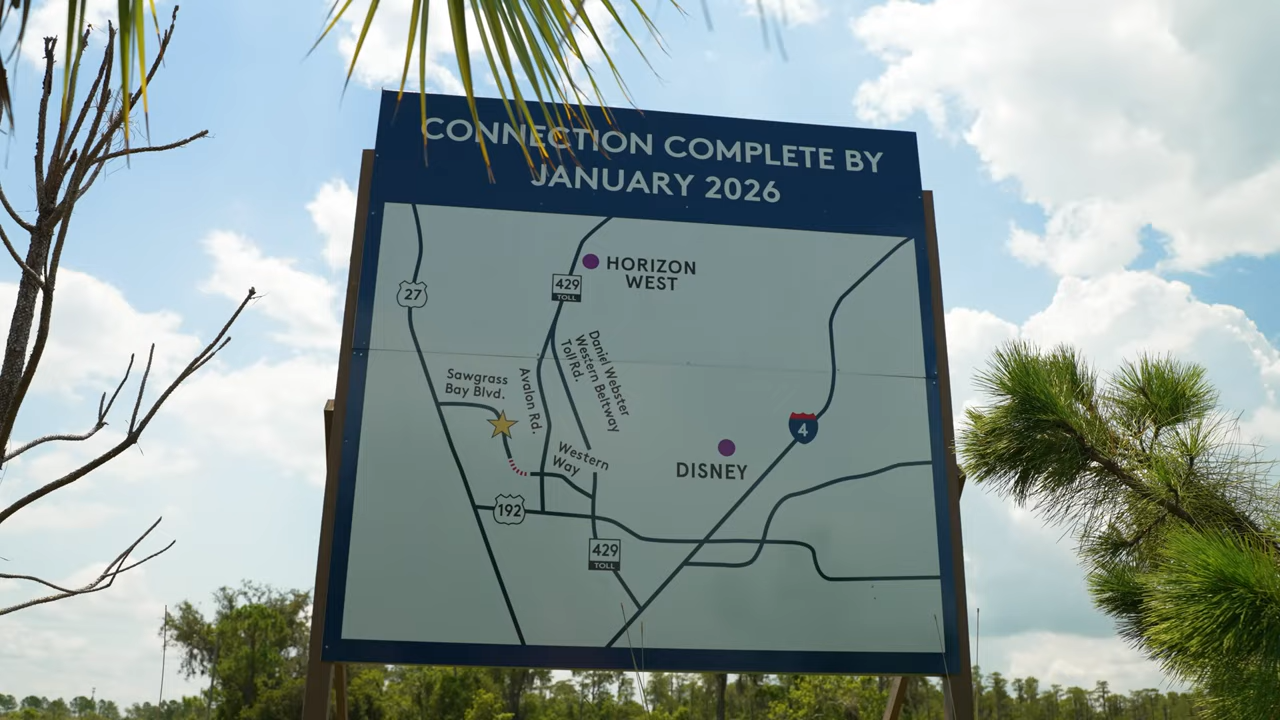 CONNECTION COMPLETE BY
JANUARY 2026
HORIZON
WEST
429
TOLL
27
Daniel Webster
Western Beltway
Toll Rd.
Sawgrass
Bay Blvd.
Avalon Rd.
4
Western
Way
DISNEY
192
429
TOLL